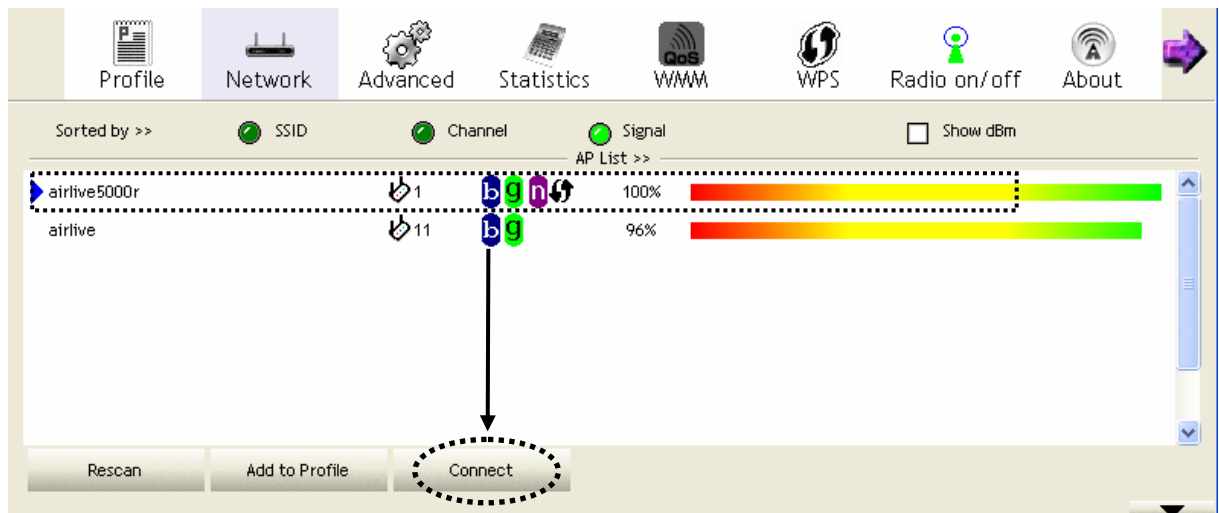 Profile Network Advanced Statistics WMM WPS Radio on/off About
P
QoS
A
Sorted by >> SSID Channel Signal Show dBm
AP List >>
airlive5000r 1 b g n 100%
airlive 11 b g 96%
Rescan Add to Profile Connect